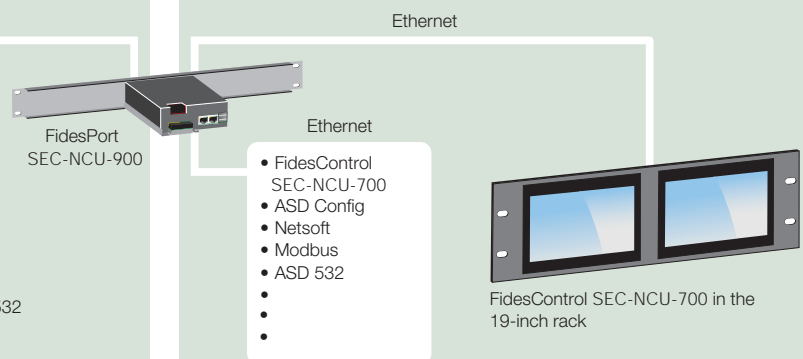 Ethernet
FidesPort
SEC-NCU-900
Ethernet
• FidesControl
SEC-NCU-700
• ASD Config
• Netsoft
• Modbus
• ASD 532
•
•
•
532
FidesControl SEC-NCU-700 in the
19-inch rack